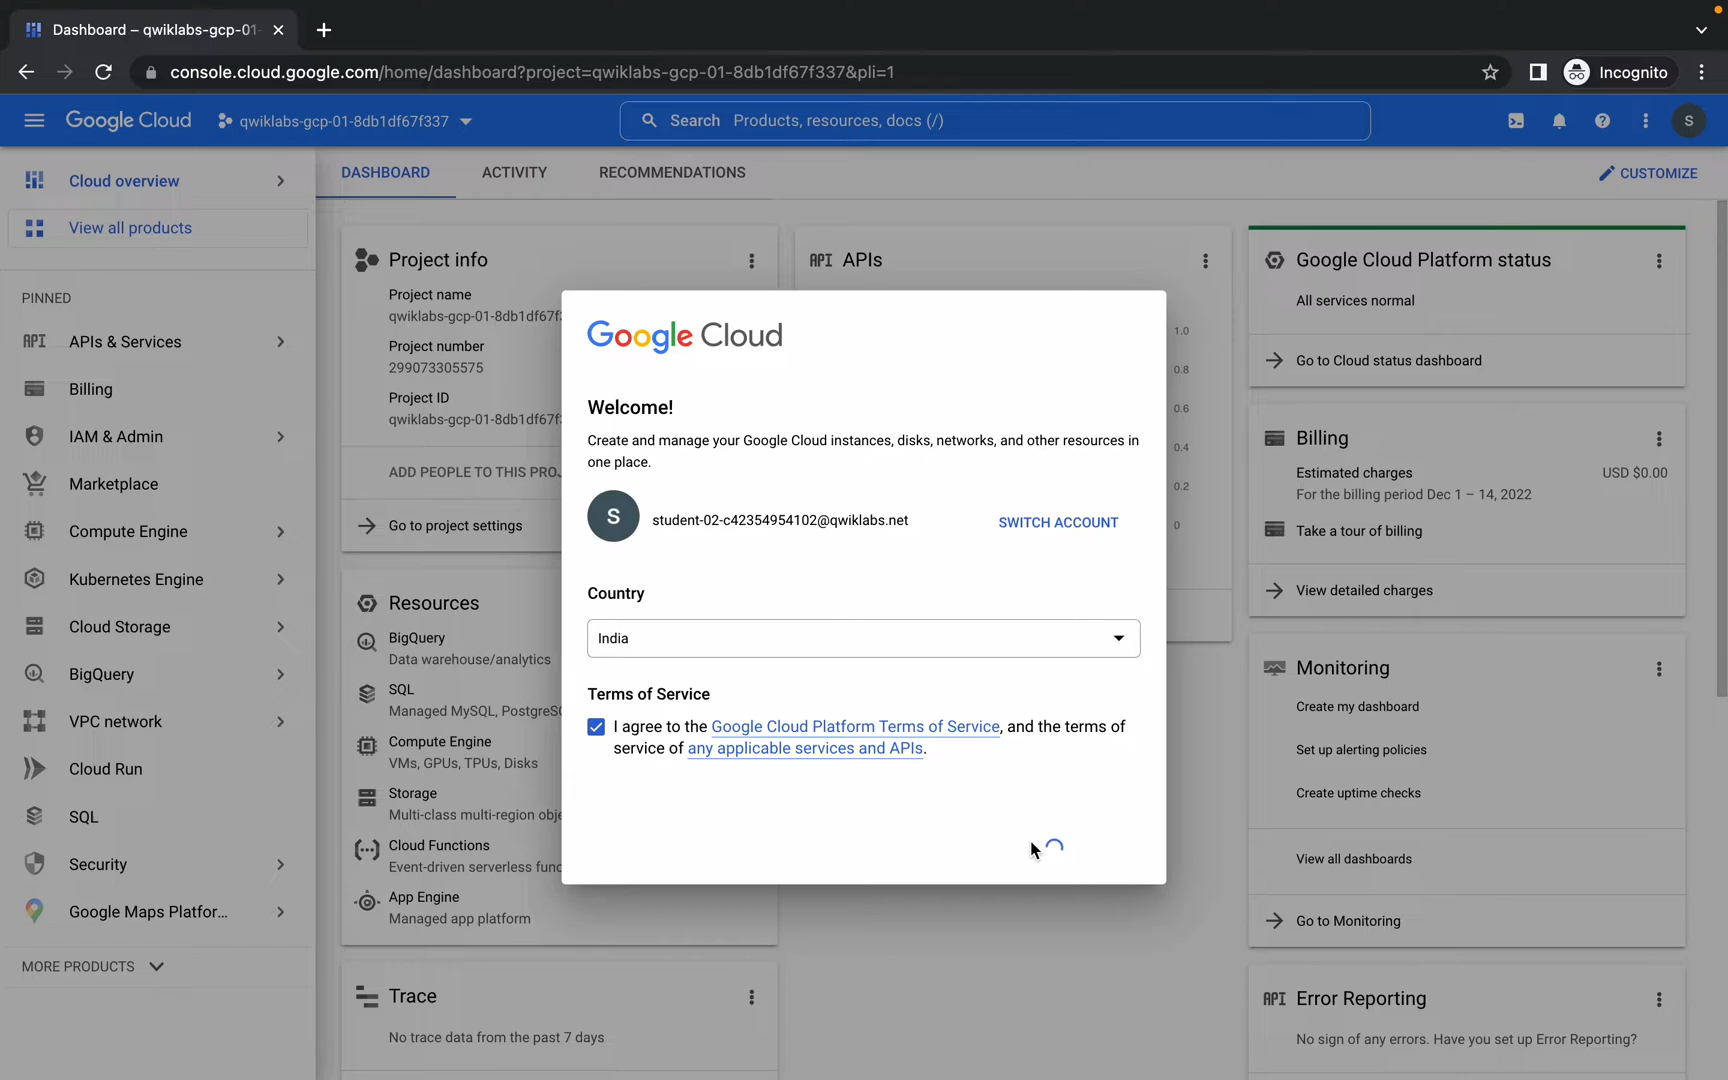 Dashboard – qwiklabs-gcp-01-
console.cloud.google.com/home/dashboard?project=qwiklabs-gcp-01-8db1df67f337&pli=1
Incognito
Google Cloud
qwiklabs-gcp-01-8db1df67f337
Search Products, resources, docs (/)
S
Cloud overview
View all products
PINNED
API APIs & Services
Billing
IAM & Admin
Marketplace
Compute Engine
Kubernetes Engine
Cloud Storage
BigQuery
VPC network
Cloud Run
SQL
Security
Google Maps Platfor...
MORE PRODUCTS
DASHBOARD
ACTIVITY
RECOMMENDATIONS
CUSTOMIZE
Project info
Project name
qwiklabs-gcp-01-8db1df67f3
Project number
299073305575
Project ID
qwiklabs-gcp-01-8db1df67f3
ADD PEOPLE TO THIS PROJ
Go to project settings
Resources
BigQuery
Data warehouse/analytics
SQL
Managed MySQL, PostgreS
Compute Engine
VMs, GPUs, TPUs, Disks
Storage
Multi-class multi-region obje
Cloud Functions
Event-driven serverless func
App Engine
Managed app platform
Trace
No trace data from the past 7 days
API APIs
1.0
0.8
0.6
0.4
0.2
0
Google Cloud
Welcome!
Create and manage your Google Cloud instances, disks, networks, and other resources in
one place.
S
student-02-c42354954102@qwiklabs.net
SWITCH ACCOUNT
Country
India
Terms of Service
I agree to the Google Cloud Platform Terms of Service, and the terms of
service of any applicable services and APIs.
Google Cloud Platform status
All services normal
Go to Cloud status dashboard
Billing
Estimated charges USD $0.00
For the billing period Dec 1 – 14, 2022
Take a tour of billing
View detailed charges
Monitoring
Create my dashboard
Set up alerting policies
Create uptime checks
View all dashboards
Go to Monitoring
API Error Reporting
No sign of any errors. Have you set up Error Reporting?